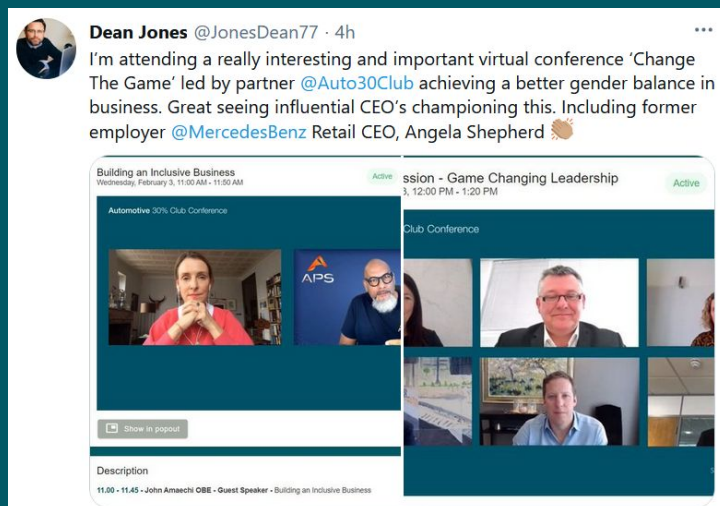 Dean Jones @JonesDean77 · 4h
I'm attending a really interesting and important virtual conference ‘Change
The Game’ led by partner @Auto30Club achieving a better gender balance in
business. Great seeing influential CEO's championing this. Including former
employer @MercedesBenz Retail CEO, Angela Shepherd
Building an Inclusive Business
Wednesday, February 3, 11:00 AM - 11:50 AM
Active
Automotive 30% Club Conference
APS
Show in popout
Description
11.00 - 11.45 - John Amaechi OBE - Guest Speaker - Building an Inclusive Business
ssion - Game Changing Leadership
3, 12:00 PM - 1:20 PM
Active
Club Conference